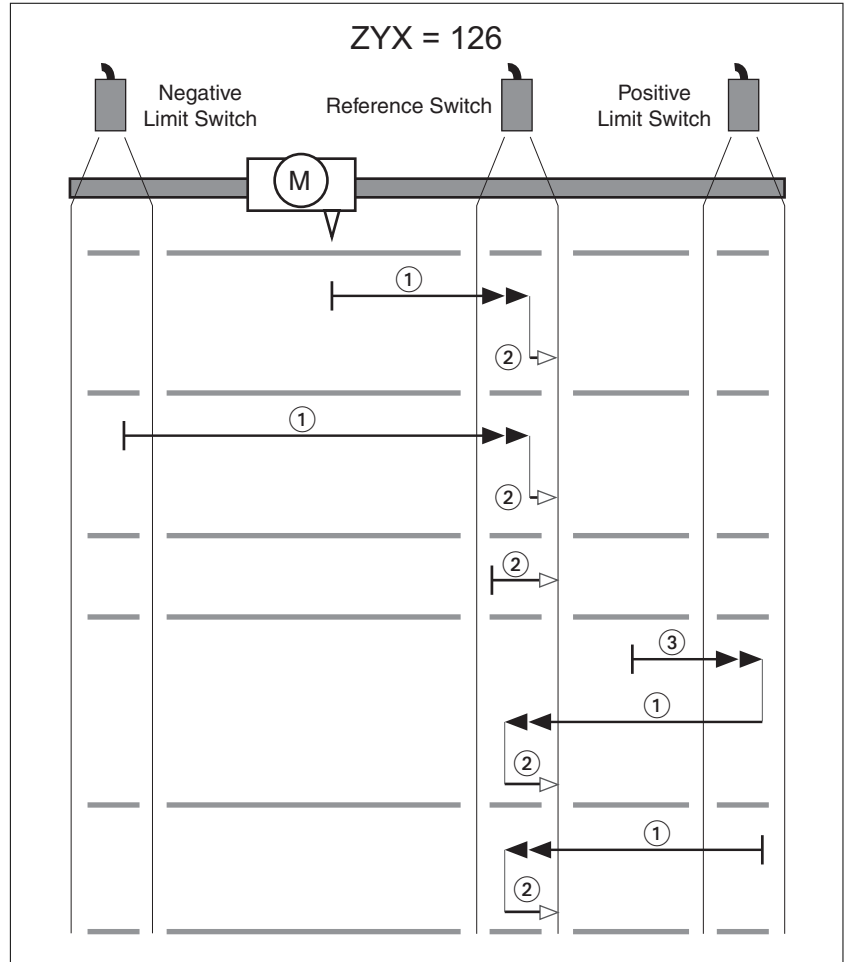 ZYX = 126
Negative
Limit Switch
Reference Switch
Positive
Limit Switch
M
1
2
1
2
2
3
1
2
1
2